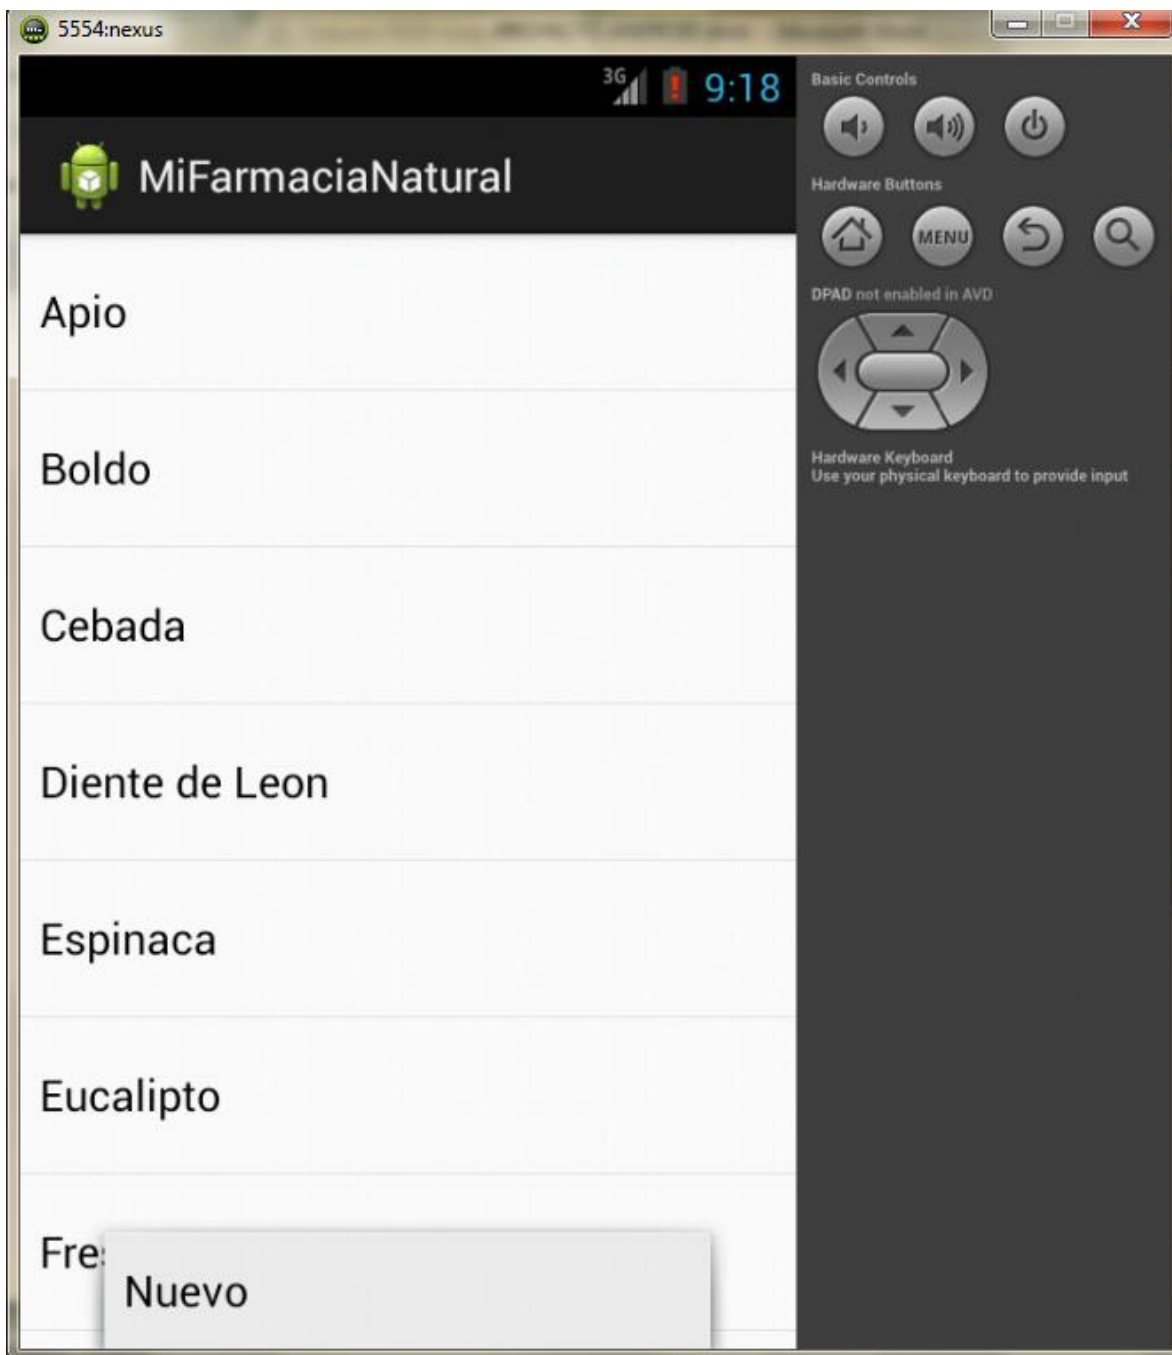 5554:nexus
3G 9:18
MiFarmaciaNatural
Apio
Boldo
Cebada
Diente de Leon
Espinaca
Eucalipto
Nuevo
Basic Controls
Hardware Buttons
MENU
DPAD not enabled in AVD
Hardware Keyboard
Use your physical keyboard to provide input